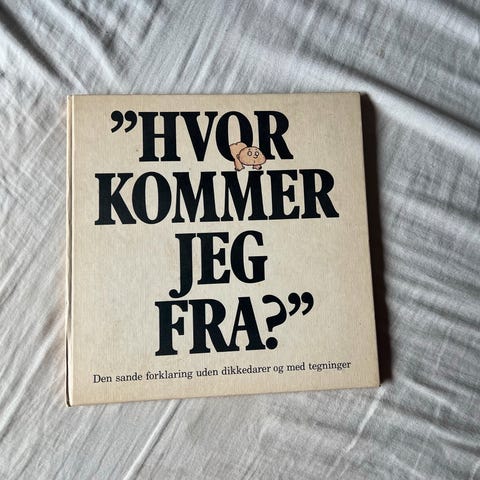 ”HVOR
KOMMER
JEG
FRA?”
Den sande forklaring uden dikkedarer og med tegninger